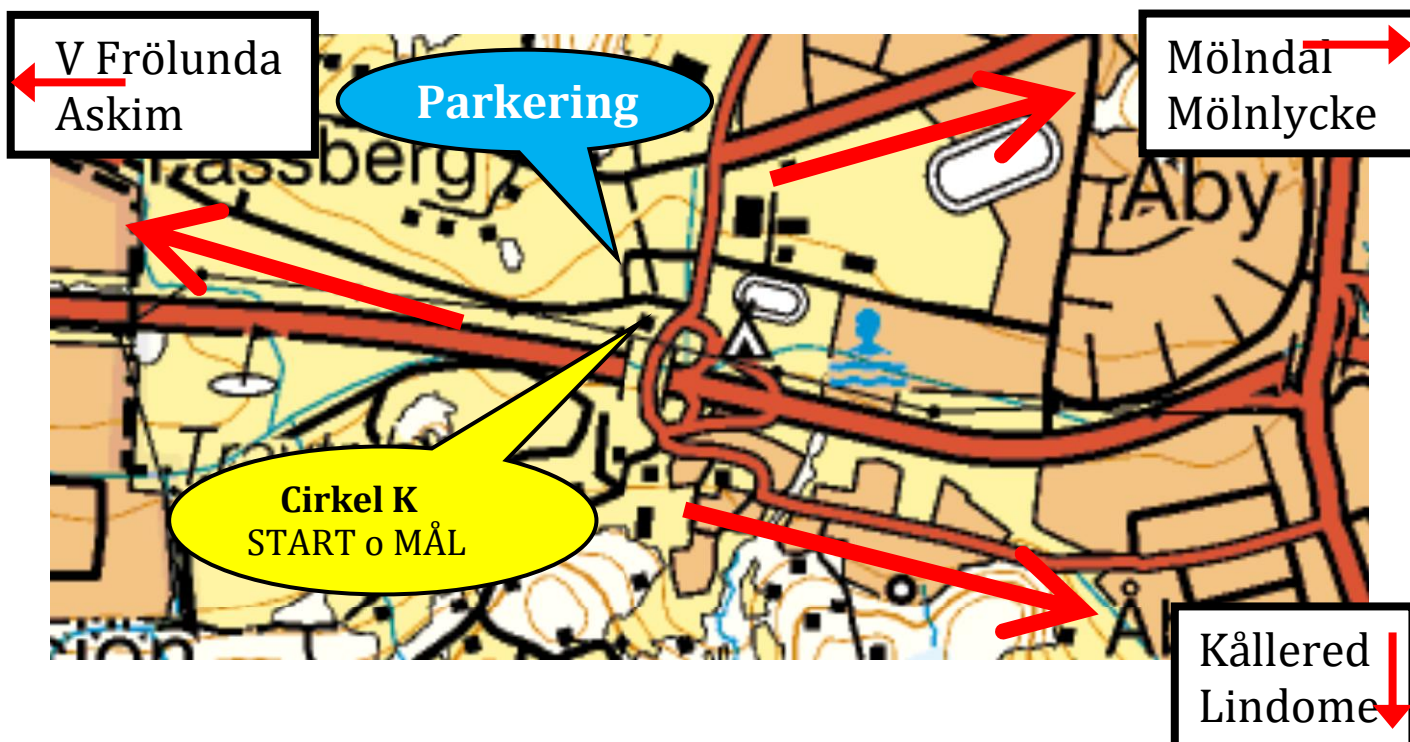 V Frölunda
Askim
Parkering
Mölndal
Mölnlycke
Åby
Cirkel K
START o MÅL
Kållered
Lindome